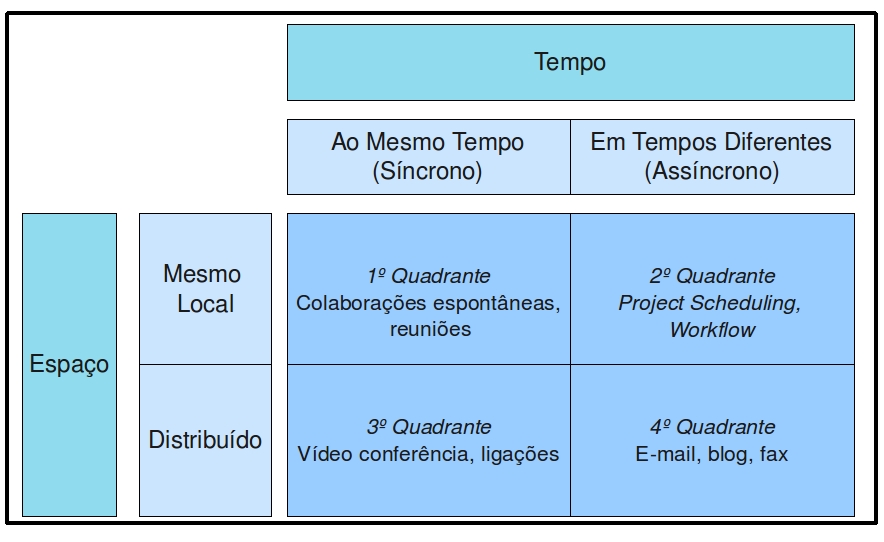 Tempo
Ao Mesmo Tempo
(Síncrono)
Em Tempos Diferentes
(Assíncrono)
Espaço
Mesmo
Local
1º Quadrante
Colaborações espontâneas,
reuniões
2º Quadrante
Project Scheduling,
Workflow
Distribuído
3º Quadrante
Vídeo conferência, ligações
4º Quadrante
E-mail, blog, fax